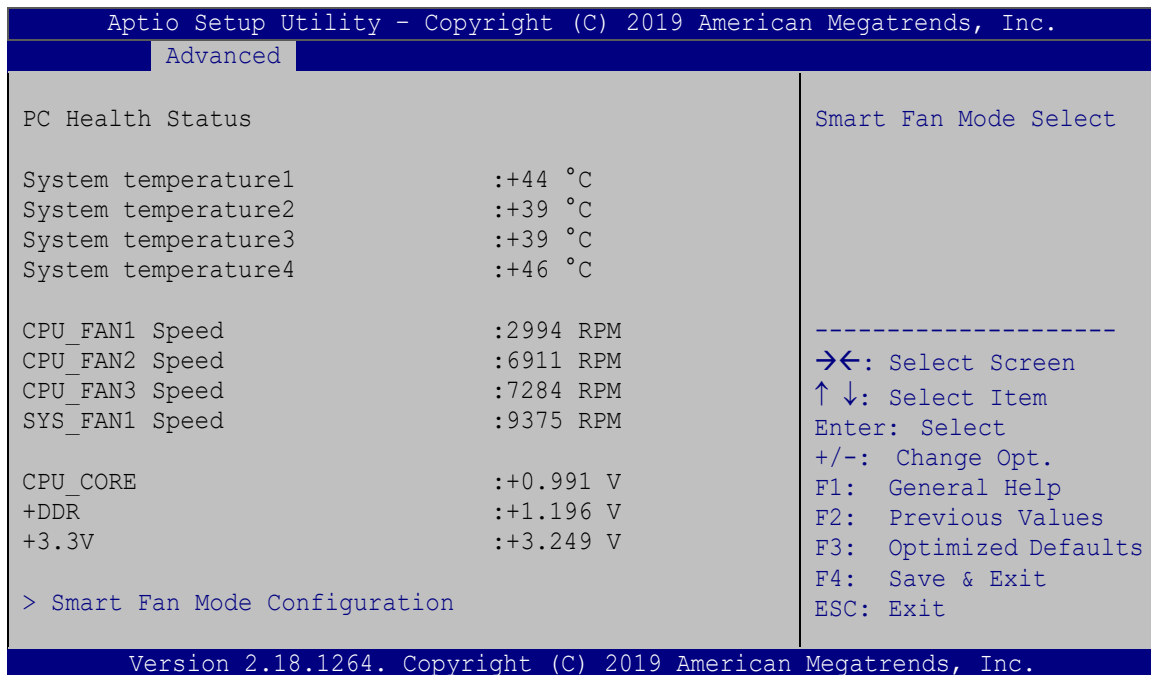 Aptio Setup Utility – Copyright (C) 2019 American Megatrends, Inc.
Advanced
PC Health Status
System temperature1 :+44 °C
System temperature2 :+39 °C
System temperature3 :+39 °C
System temperature4 :+46 °C
CPU_FAN1 Speed :2994 RPM
CPU_FAN2 Speed :6911 RPM
CPU_FAN3 Speed :7284 RPM
SYS_FAN1 Speed :9375 RPM
CPU_CORE :+0.991 V
+DDR :+1.196 V
+3.3V :+3.249 V
> Smart Fan Mode Configuration
Smart Fan Mode Select
---------------------
→←: Select Screen
↑ ↓: Select Item
Enter: Select
+/-: Change Opt.
F1: General Help
F2: Previous Values
F3: Optimized Defaults
F4: Save & Exit
ESC: Exit
Version 2.18.1264. Copyright (C) 2019 American Megatrends, Inc.